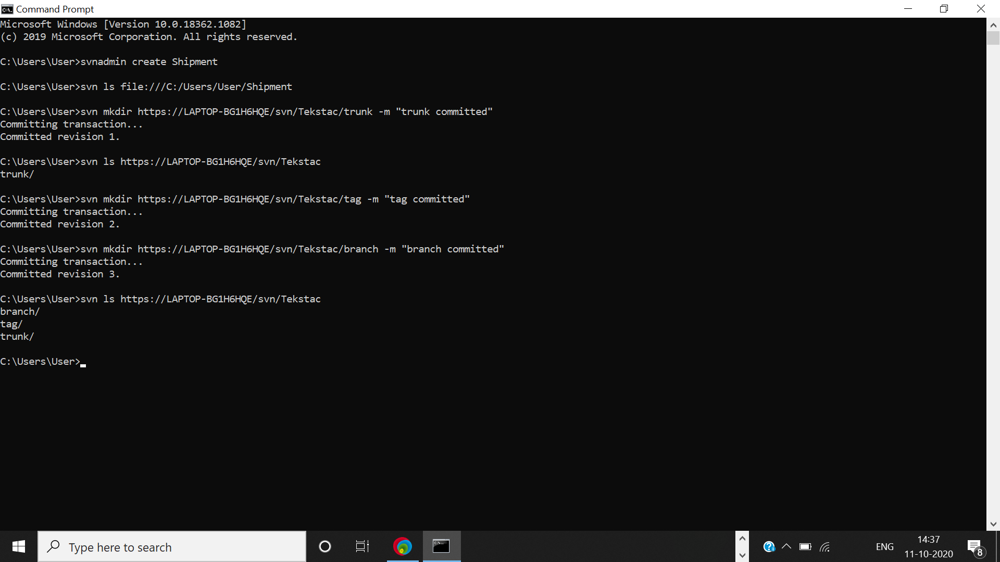 Command Prompt
Microsoft Windows [Version 10.0.18362.1082]
(c) 2019 Microsoft Corporation. All rights reserved.
C:\Users\User>svnadmin create Shipment
C:\Users\User>svn ls file:///C:/Users/User/Shipment
C:\Users\User>svn mkdir https://LAPTOP-BG1H6HQE/svn/Tekstac/trunk -m "trunk committed"
Committing transaction...
Committed revision 1.
C:\Users\User>svn ls https://LAPTOP-BG1H6HQE/svn/Tekstac
trunk/
C:\Users\User>svn mkdir https://LAPTOP-BG1H6HQE/svn/Tekstac/tag -m "tag committed"
Committing transaction...
Committed revision 2.
C:\Users\User>svn mkdir https://LAPTOP-BG1H6HQE/svn/Tekstac/branch -m "branch committed"
Committing transaction...
Committed revision 3.
C:\Users\User>svn ls https://LAPTOP-BG1H6HQE/svn/Tekstac
branch/
tag/
trunk/
C:\Users\User>
Type here to search
ENG
14:37
11-10-2020
8